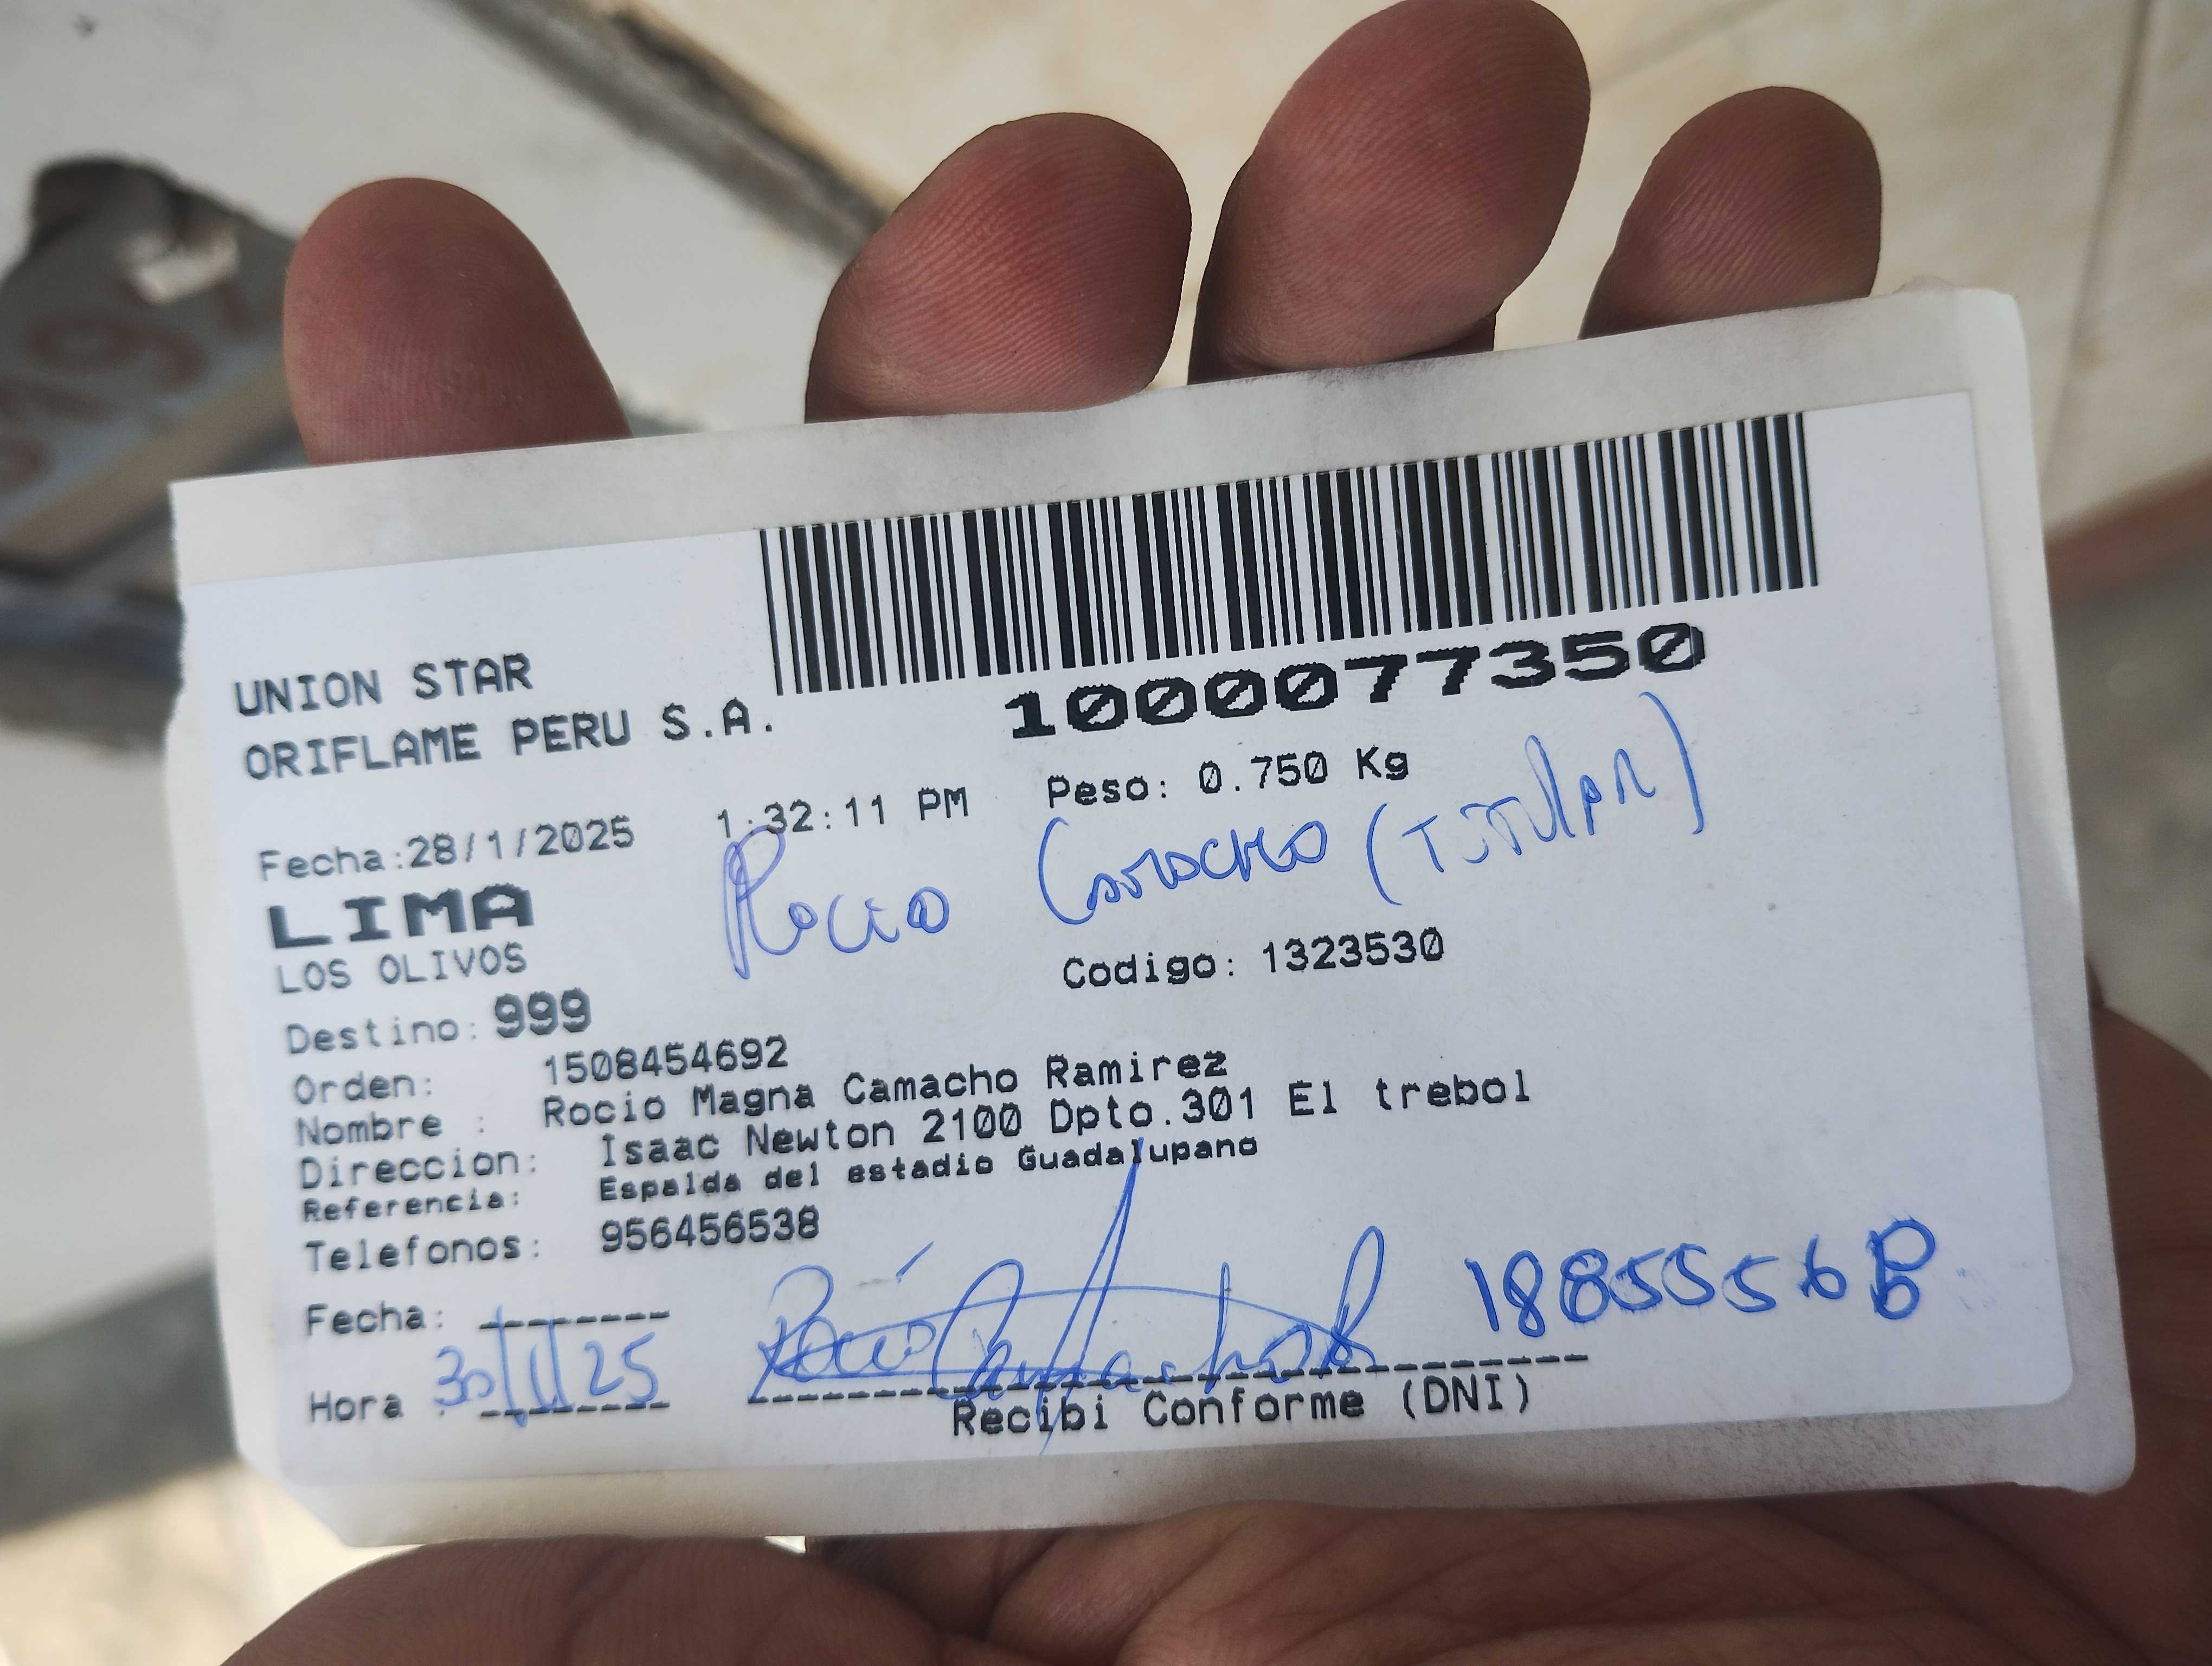 UNION STAR
ORIFLAME PERU S.A.
1000077350
Fecha:28/1/2025 1:32:11 PM Peso: 0.750 Kg
Rocio Camacho (TITULAR)
LIMA
LOS OLIVOS
Codigo: 1323530
Destino: 999
Orden: 1508454692
Nombre : Rocio Magna Camacho Ramirez
Direccion: Isaac Newton 2100 Dpto.301 El trebol
Referencia: Espalda del estadio Guadalupano
Telefonos: 956456538
Fecha:
Hora : 30/1/25
Rocio Camacho R
Recibi Conforme (DNI)